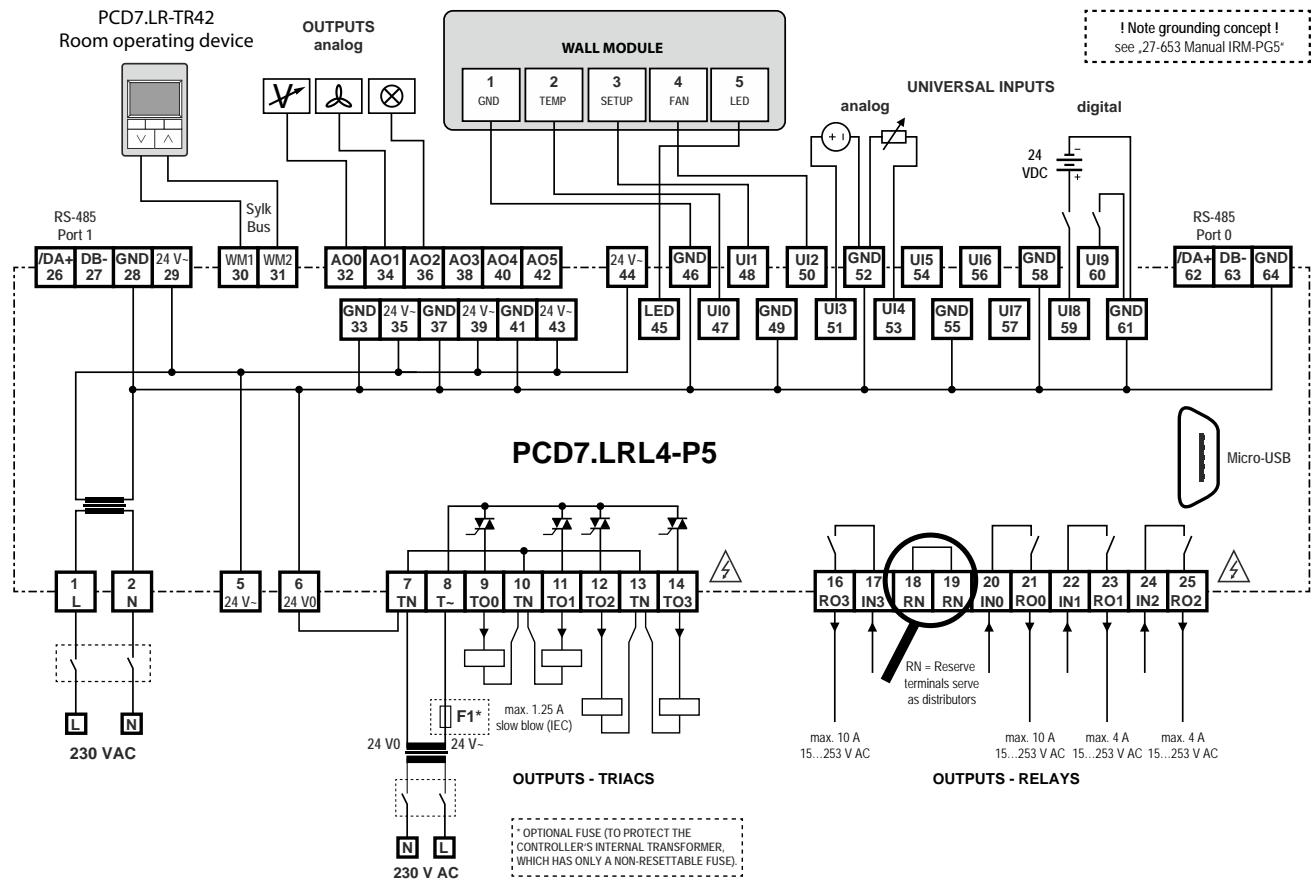 PCD7.LR-TR42
Room operating device
OUTPUTS
analog
WALL MODULE
1 2 3 4 5
GND TEMP SETUP FAN LED
! Note grounding concept !
see „27-653 Manual IRM-PG5“
UNIVERSAL INPUTS
analog digital
24
VDC
RS-485
Port 1
Sylk
Bus
RS-485
Port 0
/DA+ DB- GND 24 V~
26 27 28 29
WM1 WM2
30 31
AO0 AO1 AO2 AO3 AO4 AO5
32 34 36 38 40 42
24 V~
44
GND
46
UI1
48
UI2
50
GND
52
UI5
54
UI6
56
GND
58
UI9
60
/DA+ DB- GND
62 63 64
GND 24 V~ GND 24 V~ GND 24 V~
33 35 37 39 41 43
LED
45
UI0
47
GND
49
UI3
51
UI4
53
GND
55
UI7
57
UI8
59
GND
61
PCD7.LRL4-P5
Micro-USB
1
L
2
N
5
24 V~
6
24 V0
7 8 9 10 11 12 13 14
TN T~ TO0 TN TO1 TO2 TN TO3
16 17 18 19 20 21 22 23 24 25
RO3 IN3 RN RN IN0 RO0 IN1 RO1 IN2 RO2
RN = Reserve
terminals serve
as distributors
F1*
max. 1.25 A
slow blow (IEC)
L N
230 VAC
24 V0 24 V~
max. 10 A
15...253 V AC
max. 10 A
15...253 V AC
max. 4 A
15...253 V AC
max. 4 A
15...253 V AC
OUTPUTS - TRIACS
OUTPUTS - RELAYS
N L
230 V AC
* OPTIONAL FUSE (TO PROTECT THE
CONTROLLER'S INTERNAL TRANSFORMER,
WHICH HAS ONLY A NON-RESETTABLE FUSE).